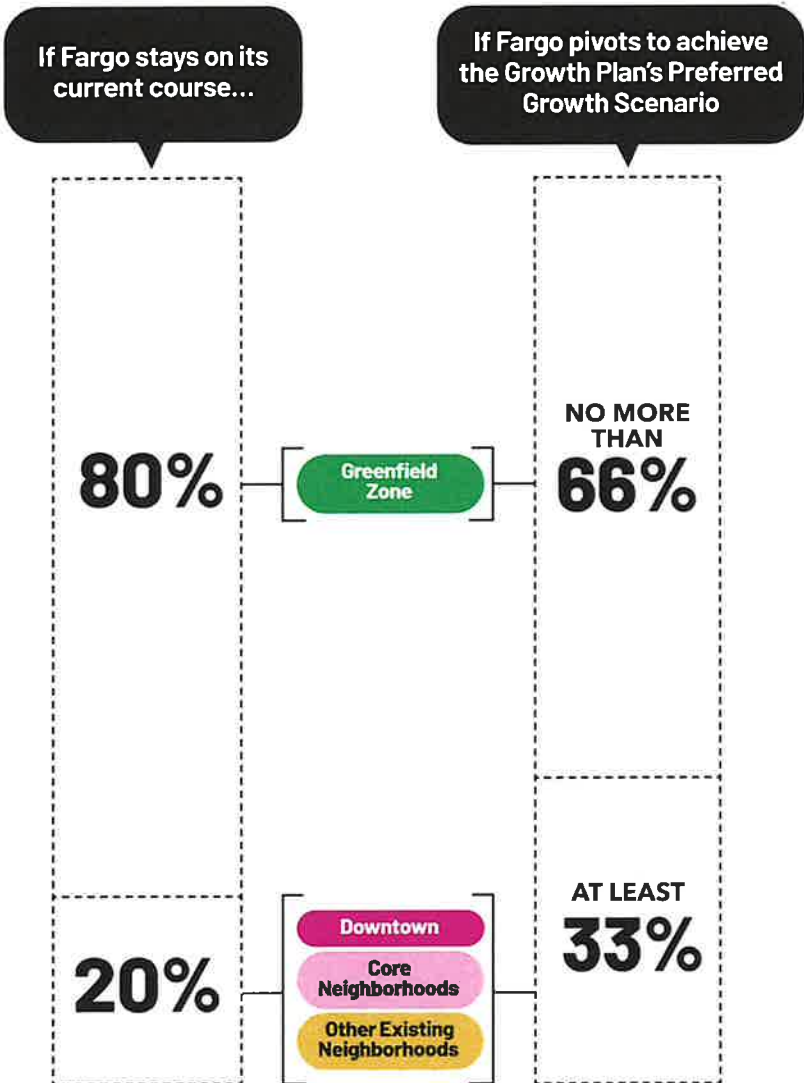 If Fargo stays on its
current course...
If Fargo pivots to achieve
the Growth Plan's Preferred
Growth Scenario
80%
Greenfield
Zone
NO MORE
THAN
66%
20%
Downtown
Core
Neighborhoods
Other Existing
Neighborhoods
AT LEAST
33%